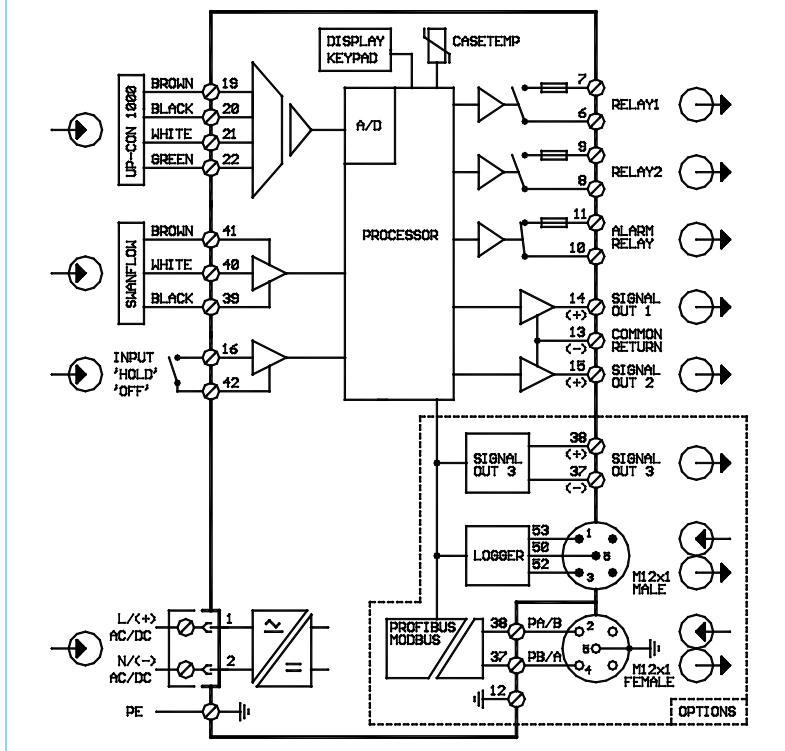 DISPLAY
KEYPAD
CASETEMP
UP-CON 1000
BROWN 19
BLACK 20
WHITE 21
GREEN 22
A/D
PROCESSOR
7
6
RELAY1
9
8
RELAY2
11
10
ALARM
RELAY
SWANFLOW
BROWN 41
WHITE 40
BLACK 39
14
(+)
SIGNAL
OUT 1
13
(-)
COMMON
RETURN
15
(+)
SIGNAL
OUT 2
INPUT
'HOLD'
'OFF'
16
42
SIGNAL
OUT 3
38
(+)
37
(-)
SIGNAL
OUT 3
LOGGER
53
50
52
1
5
3
M12x1
MALE
PROFIBUS
MODBUS
38 PA/B
37 PB/A
12
2
5
4
M12x1
FEMALE
L/(+)
AC/DC
1
N/(-)
AC/DC
2
PE
OPTIONS